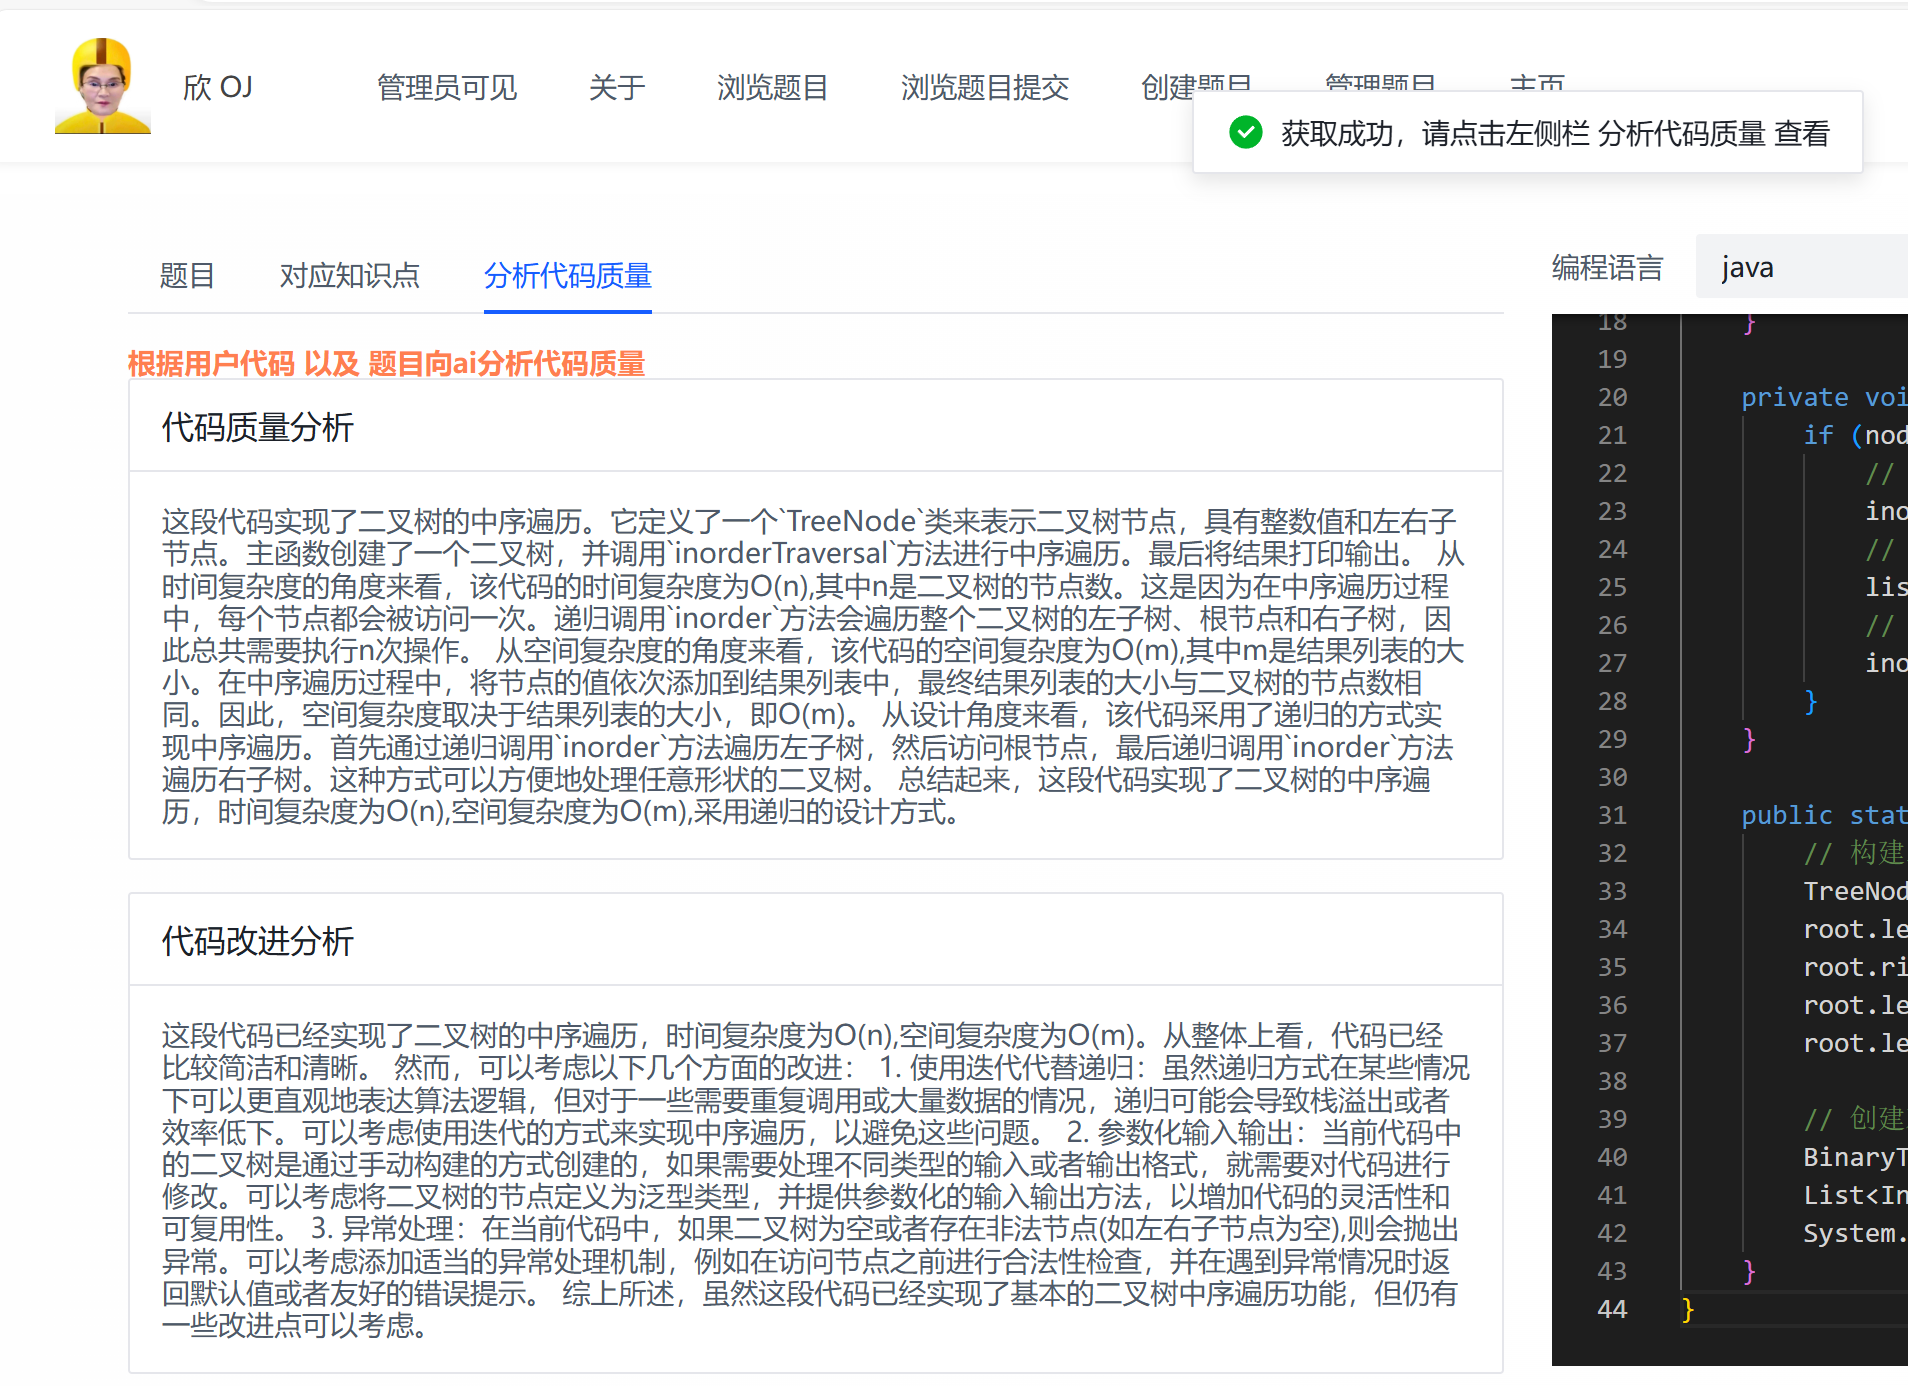 欣 OJ
管理员可见
关于
浏览题目
浏览题目提交
创建题目
管理题目
主页
获取成功，请点击左侧栏 分析代码质量 查看
题目
对应知识点
分析代码质量
根据用户代码 以及 题目向ai分析代码质量
代码质量分析
这段代码实现了二叉树的中序遍历。它定义了一个`TreeNode`类来表示二叉树节点，具有整数值和左右子
节点。主函数创建了一个二叉树，并调用`inorderTraversal`方法进行中序遍历。最后将结果打印输出。 从
时间复杂度的角度来看，该代码的时间复杂度为O(n),其中n是二叉树的节点数。这是因为在中序遍历过程
中，每个节点都会被访问一次。递归调用`inorder`方法会遍历整个二叉树的左子树、根节点和右子树，因
此总共需要执行n次操作。 从空间复杂度的角度来看，该代码的空间复杂度为O(m),其中m是结果列表的大
小。在中序遍历过程中，将节点的值依次添加到结果列表中，最终结果列表的大小与二叉树的节点数相
同。因此，空间复杂度取决于结果列表的大小，即O(m)。 从设计角度来看，该代码采用了递归的方式实
现中序遍历。首先通过递归调用`inorder`方法遍历左子树，然后访问根节点，最后递归调用`inorder`方法
遍历右子树。这种方式可以方便地处理任意形状的二叉树。 总结起来，这段代码实现了二叉树的中序遍
历，时间复杂度为O(n),空间复杂度为O(m),采用递归的设计方式。
代码改进分析
这段代码已经实现了二叉树的中序遍历，时间复杂度为O(n),空间复杂度为O(m)。从整体上看，代码已经
比较简洁和清晰。 然而，可以考虑以下几个方面的改进： 1. 使用迭代代替递归：虽然递归方式在某些情况
下可以更直观地表达算法逻辑，但对于一些需要重复调用或大量数据的情况，递归可能会导致栈溢出或者
效率低下。可以考虑使用迭代的方式来实现中序遍历，以避免这些问题。 2. 参数化输入输出：当前代码中
的二叉树是通过手动构建的方式创建的，如果需要处理不同类型的输入或者输出格式，就需要对代码进行
修改。可以考虑将二叉树的节点定义为泛型类型，并提供参数化的输入输出方法，以增加代码的灵活性和
可复用性。 3. 异常处理：在当前代码中，如果二叉树为空或者存在非法节点(如左右子节点为空),则会抛出
异常。可以考虑添加适当的异常处理机制，例如在访问节点之前进行合法性检查，并在遇到异常情况时返
回默认值或者友好的错误提示。 综上所述，虽然这段代码已经实现了基本的二叉树中序遍历功能，但仍有
一些改进点可以考虑。
编程语言
java
18 }
19
20 private voi
21 if (nod
22 //
23 ino
24 //
25 lis
26 //
27 ino
28 }
29 }
30
31 public stat
32 // 构建
33 TreeNod
34 root.le
35 root.ri
36 root.le
37 root.le
38
39 // 创建
40 BinaryT
41 List<In
42 System.
43 }
44 }